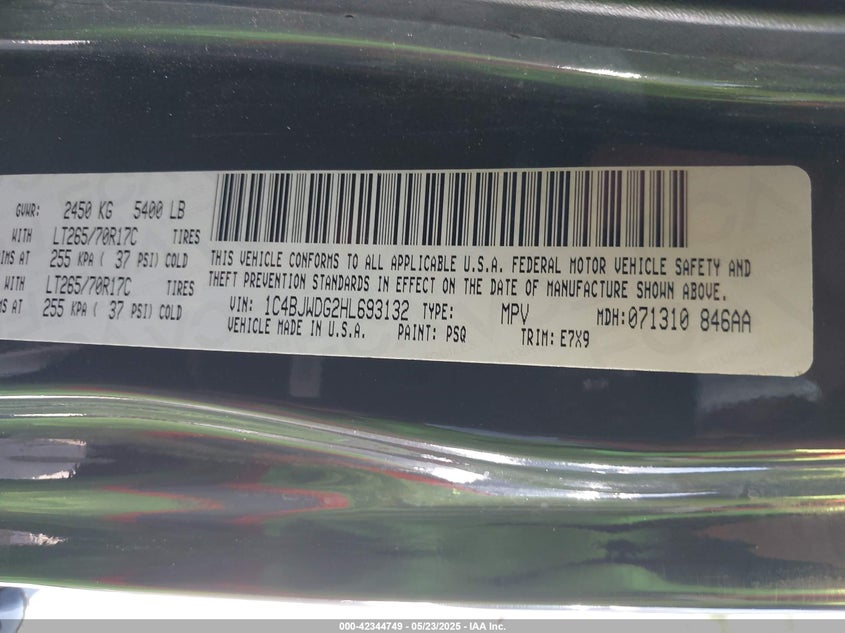 GVWR: 2450 KG 5400 LB
WITH LT265/70R17C TIRES
IMS AT 255 KPA ( 37 PSI) COLD
WITH LT265/70R17C TIRES
IMS AT 255 KPA ( 37 PSI) COLD
THIS VEHICLE CONFORMS TO ALL APPLICABLE U.S.A. FEDERAL MOTOR VEHICLE SAFETY AND
THEFT PREVENTION STANDARDS IN EFFECT ON THE DATE OF MANUFACTURE SHOWN ABOVE.
VIN: 1C4BJWDG2HL693132 TYPE: MPV MDH:071310 846AA
VEHICLE MADE IN U.S.A. PAINT: PSQ TRIM: E7X9
000-42344749 - 05/23/2025 - IAA Inc.